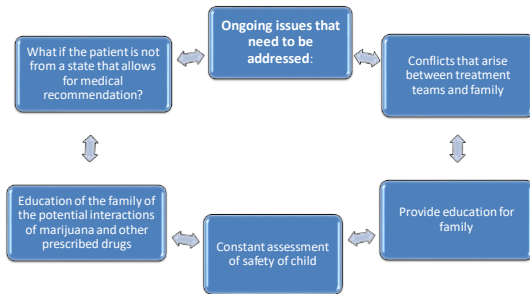 Ongoing issues that
need to be
addressed:
What if the patient is not
from a state that allows
for medical
recommendation?
Conflicts that arise
between treatment
teams and family
Education of the family of
the potential interactions
of marijuana and other
prescribed drugs
Provide education for
family
Constant assessment
of safety of child